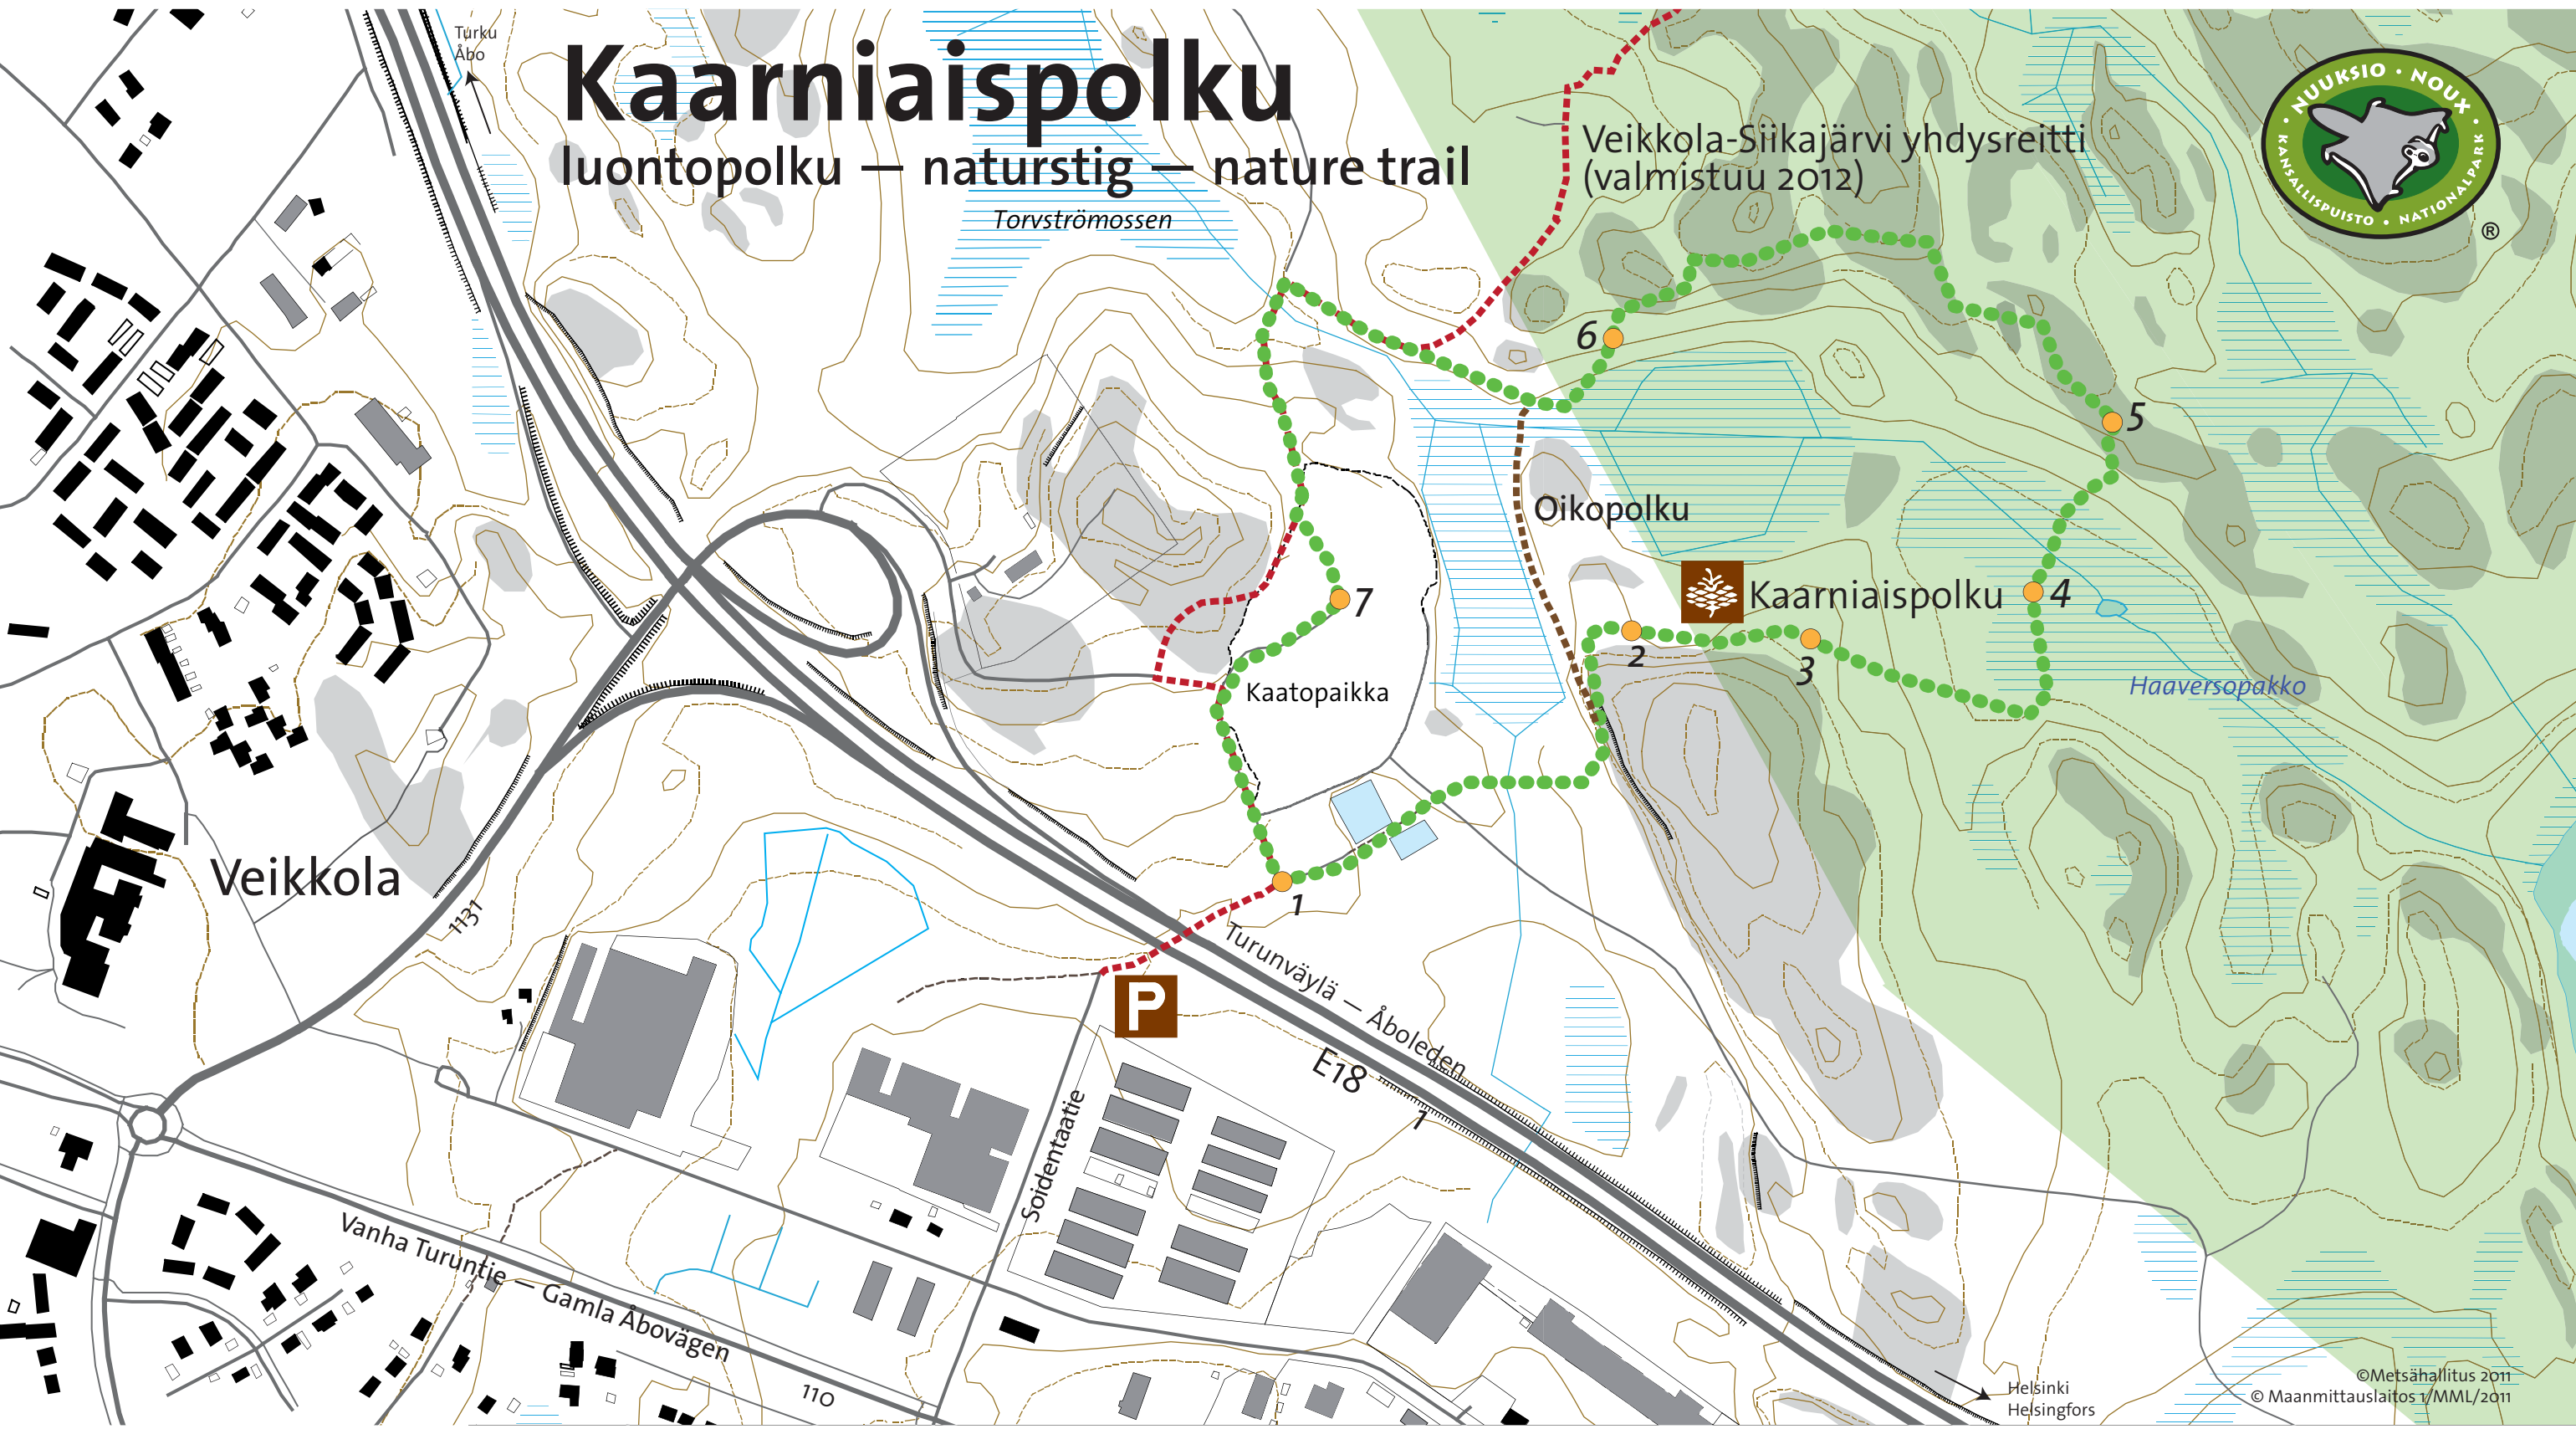 Turku
Åbo
Kaarniaispolku
luontopolku — naturstig — nature trail
Torvströmossen
Veikkola-Siikajärvi yhdysreitti
(valmistuu 2012)
NUUKSIO • NOUX
• KANSALLISPUISTO • NATIONALPARK •
®
6
5
Oikopolku
Kaarniaispolku
4
7
2
3
Haaversopakko
Kaatopaikka
Veikkola
1131
1
Turunväylä — Åboleden
P
E18
1
Soidentaatie
Vanha Turuntie — Gamla Åbovägen
110
Helsinki
Helsingfors
©Metsähallitus 2011
© Maanmittauslaitos 1/MML/2011